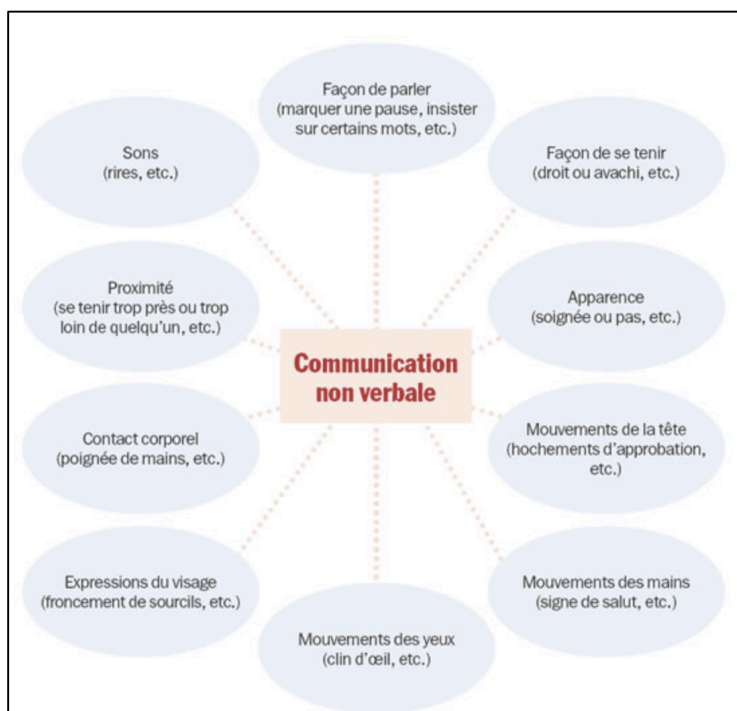 Façon de parler
(marquer une pause, insister
sur certains mots, etc.)
Sons
(rires, etc.)
Façon de se tenir
(droit ou avachi, etc.)
Proximité
(se tenir trop près ou trop
loin de quelqu'un, etc.)
Apparence
(soignée ou pas, etc.)
Communication
non verbale
Contact corporel
(poignée de mains, etc.)
Mouvements de la tête
(hochements d'approbation,
etc.)
Expressions du visage
(froncement de sourcils, etc.)
Mouvements des mains
(signe de salut, etc.)
Mouvements des yeux
(clin d'œil, etc.)